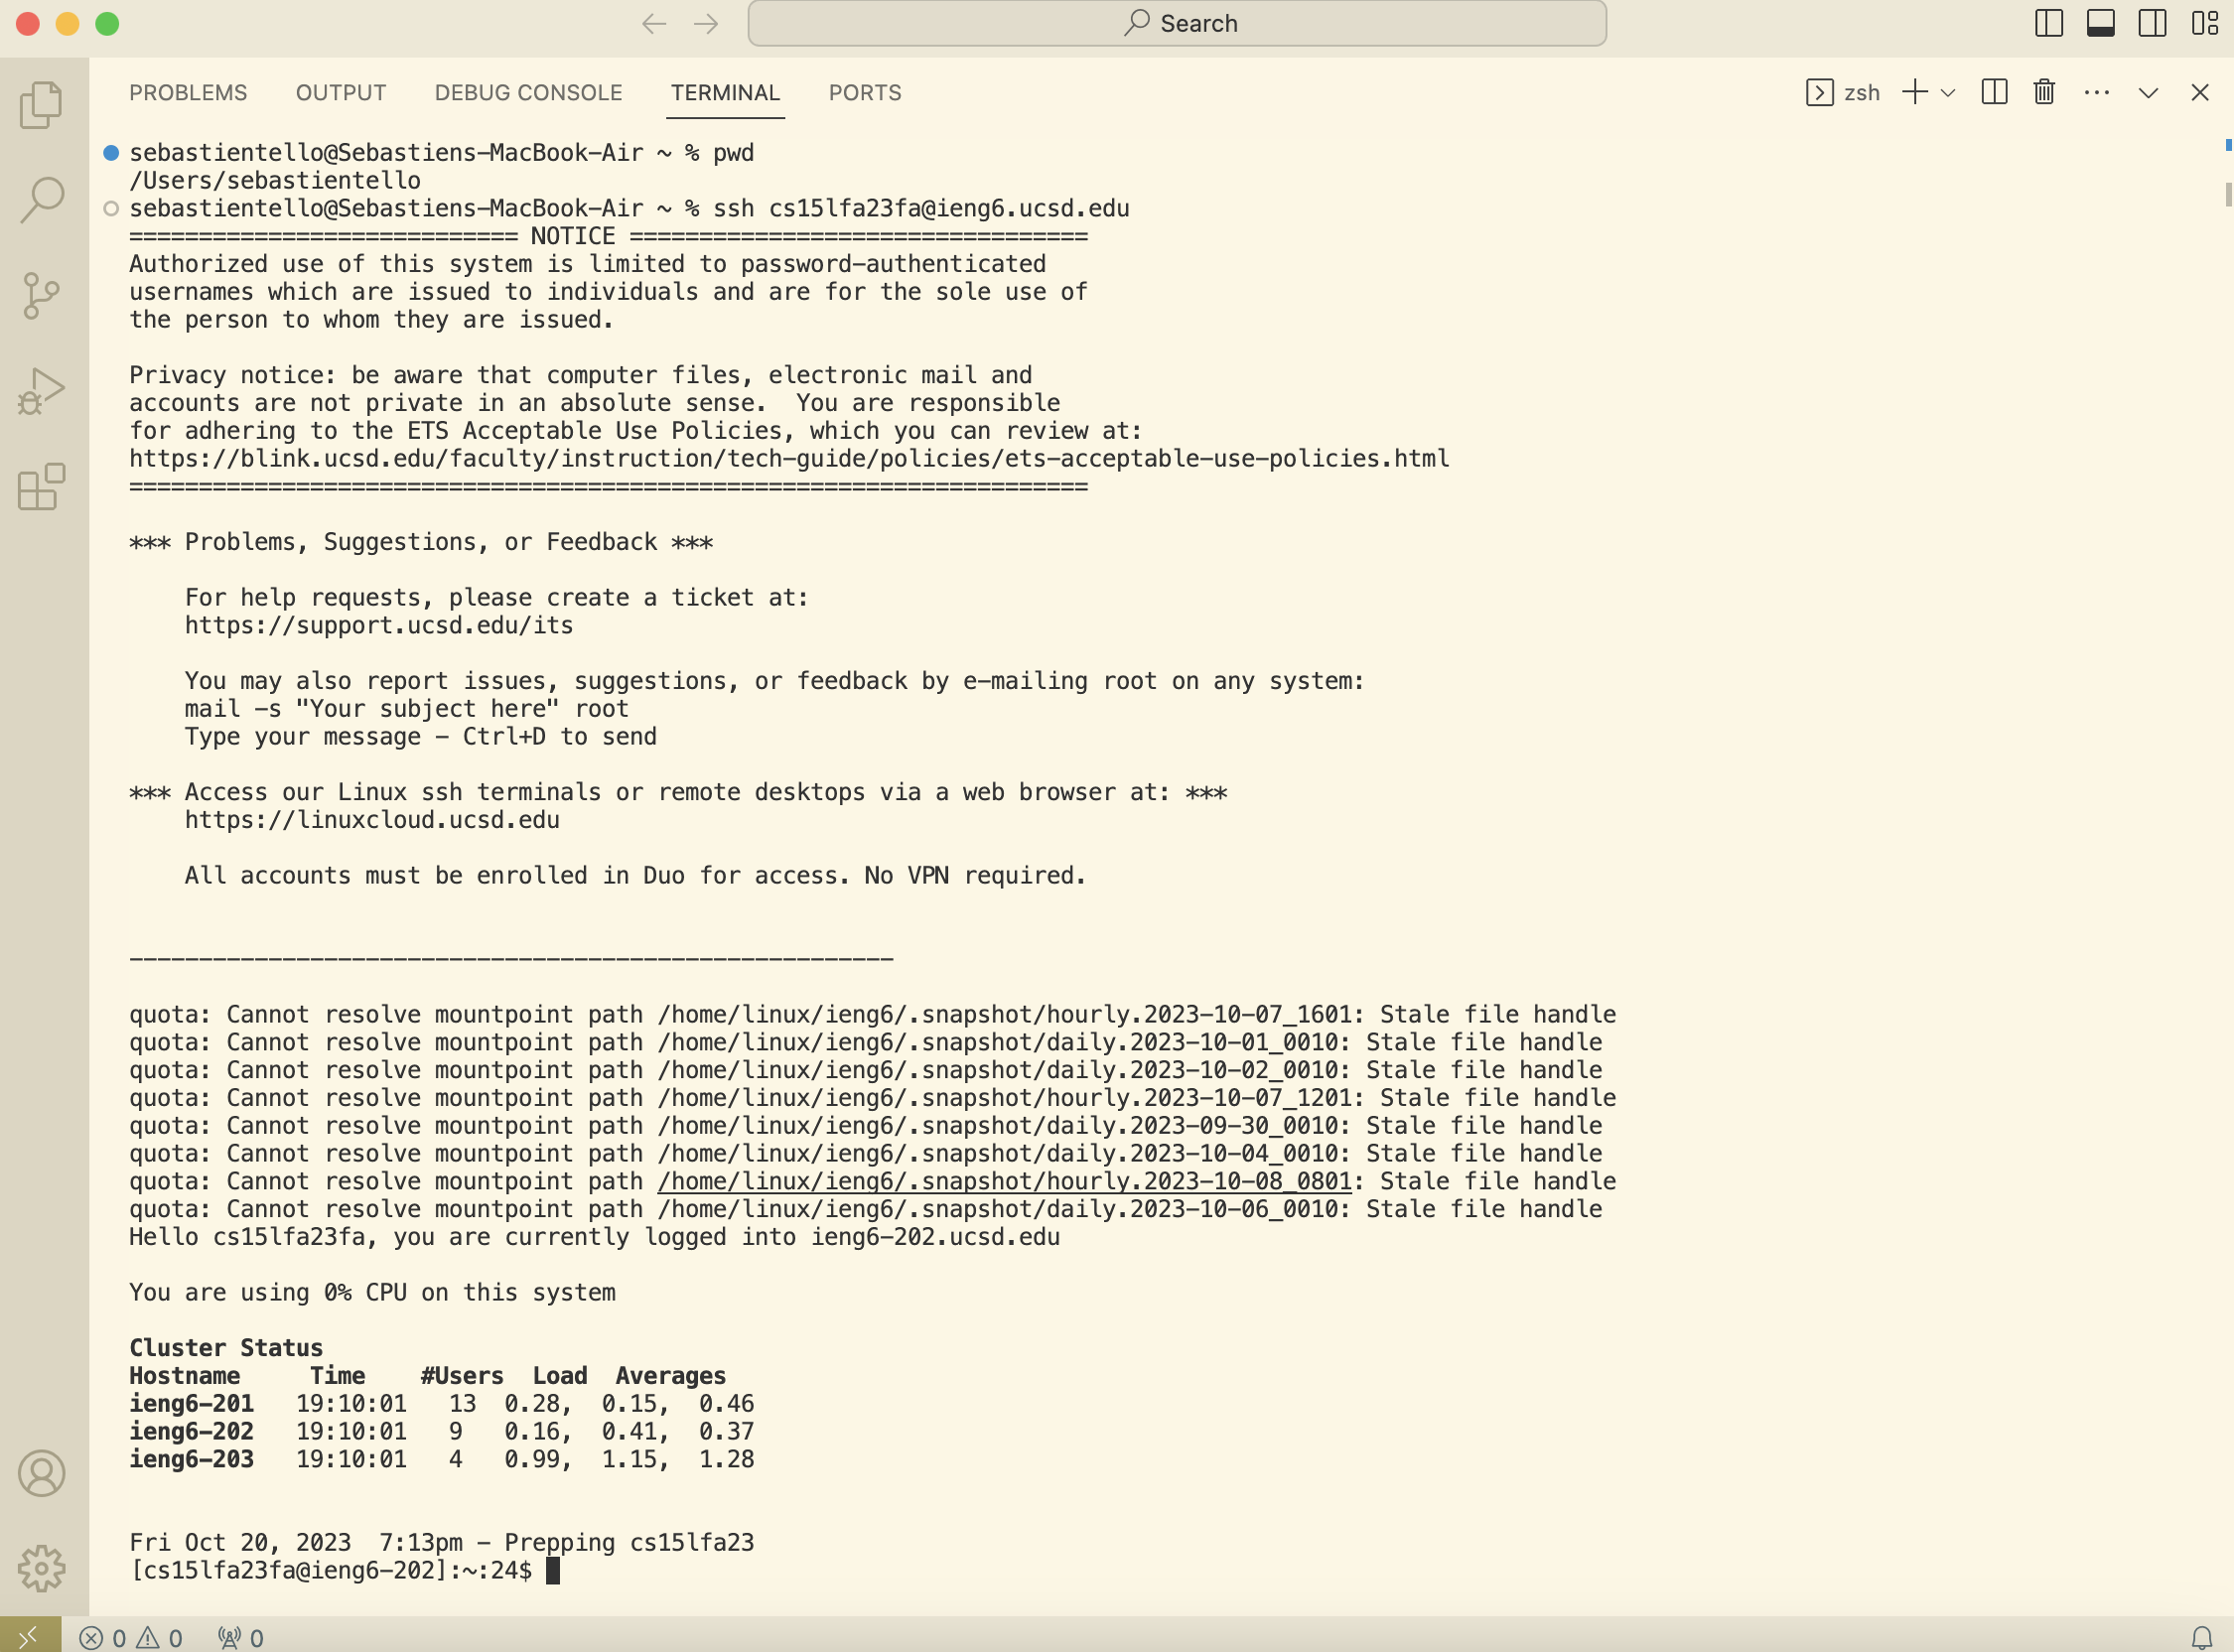 Search
PROBLEMS OUTPUT DEBUG CONSOLE TERMINAL PORTS zsh
sebastientello@Sebastiens-MacBook-Air ~ % pwd
/Users/sebastientello
sebastientello@Sebastiens-MacBook-Air ~ % ssh cs15lfa23fa@ieng6.ucsd.edu
============================ NOTICE =================================
Authorized use of this system is limited to password-authenticated
usernames which are issued to individuals and are for the sole use of
the person to whom they are issued.
Privacy notice: be aware that computer files, electronic mail and
accounts are not private in an absolute sense.  You are responsible
for adhering to the ETS Acceptable Use Policies, which you can review at:
https://blink.ucsd.edu/faculty/instruction/tech-guide/policies/ets-acceptable-use-policies.html
=====================================================================
*** Problems, Suggestions, or Feedback ***
For help requests, please create a ticket at:
https://support.ucsd.edu/its
You may also report issues, suggestions, or feedback by e-mailing root on any system:
mail -s "Your subject here" root
Type your message - Ctrl+D to send
*** Access our Linux ssh terminals or remote desktops via a web browser at: ***
https://linuxcloud.ucsd.edu
All accounts must be enrolled in Duo for access. No VPN required.
-------------------------------------------------------
quota: Cannot resolve mountpoint path /home/linux/ieng6/.snapshot/hourly.2023-10-07_1601: Stale file handle
quota: Cannot resolve mountpoint path /home/linux/ieng6/.snapshot/daily.2023-10-01_0010: Stale file handle
quota: Cannot resolve mountpoint path /home/linux/ieng6/.snapshot/daily.2023-10-02_0010: Stale file handle
quota: Cannot resolve mountpoint path /home/linux/ieng6/.snapshot/hourly.2023-10-07_1201: Stale file handle
quota: Cannot resolve mountpoint path /home/linux/ieng6/.snapshot/daily.2023-09-30_0010: Stale file handle
quota: Cannot resolve mountpoint path /home/linux/ieng6/.snapshot/daily.2023-10-04_0010: Stale file handle
quota: Cannot resolve mountpoint path /home/linux/ieng6/.snapshot/hourly.2023-10-08_0801: Stale file handle
quota: Cannot resolve mountpoint path /home/linux/ieng6/.snapshot/daily.2023-10-06_0010: Stale file handle
Hello cs15lfa23fa, you are currently logged into ieng6-202.ucsd.edu
You are using 0% CPU on this system
Cluster Status
Hostname     Time    #Users  Load  Averages
ieng6-201   19:10:01   13  0.28,  0.15,  0.46
ieng6-202   19:10:01   9   0.16,  0.41,  0.37
ieng6-203   19:10:01   4   0.99,  1.15,  1.28
Fri Oct 20, 2023  7:13pm - Prepping cs15lfa23
[cs15lfa23fa@ieng6-202]:~:24$
0 0 0